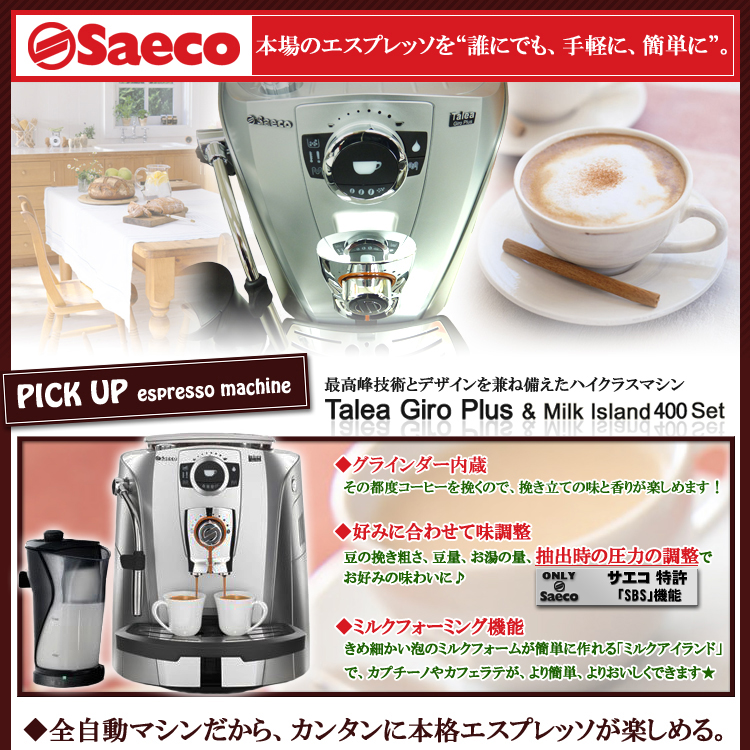 Saeco 本場のエスプレッソを“誰にでも、手軽に、簡単に”。
Saeco
Talea
Giro Plus
PICK UP espresso machine
最高峰技術とデザインを兼ね備えたハイクラスマシン
Talea Giro Plus & Milk Island 400 Set
Saeco
◆グラインダー内蔵
その都度コーヒーを挽くので、挽き立ての味と香りが楽しめます！
◆好みに合わせて味調整
豆の挽き粗さ、豆量、お湯の量、抽出時の圧力の調整で
お好みの味わいに♪
ONLY Saeco
サエコ 特許
「SBS」機能
◆ミルクフォーミング機能
きめ細かい泡のミルクフォームが簡単に作れる「ミルクアイランド」
で、カプチーノやカフェラテが、より簡単、よりおいしくできます★
◆全自動マシンだから、カンタンに本格エスプレッソが楽しめる。